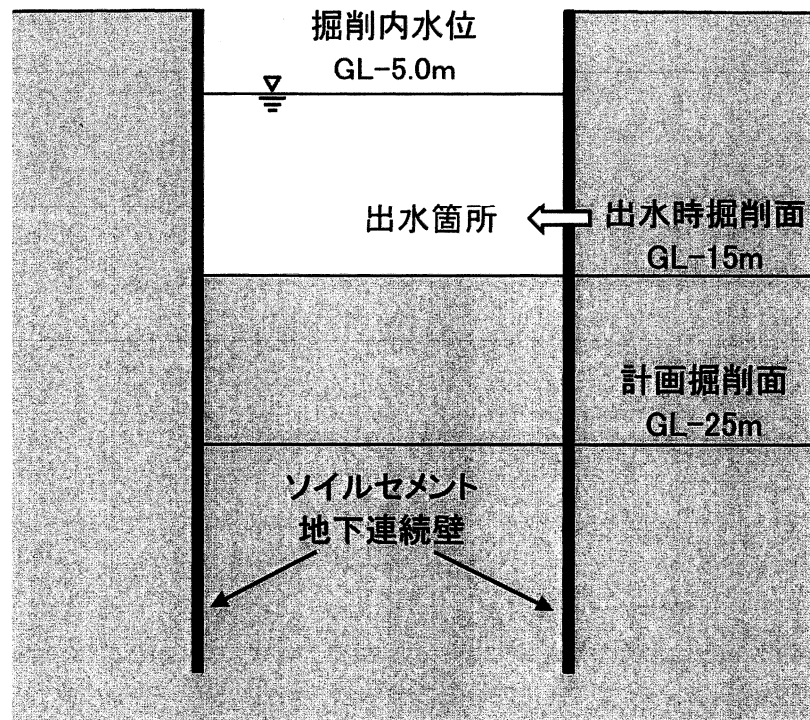 掘削内水位
GL-5.0m
出水箇所
出水時掘削面
GL-15m
計画掘削面
GL-25m
ソイルセメント
地下連続壁